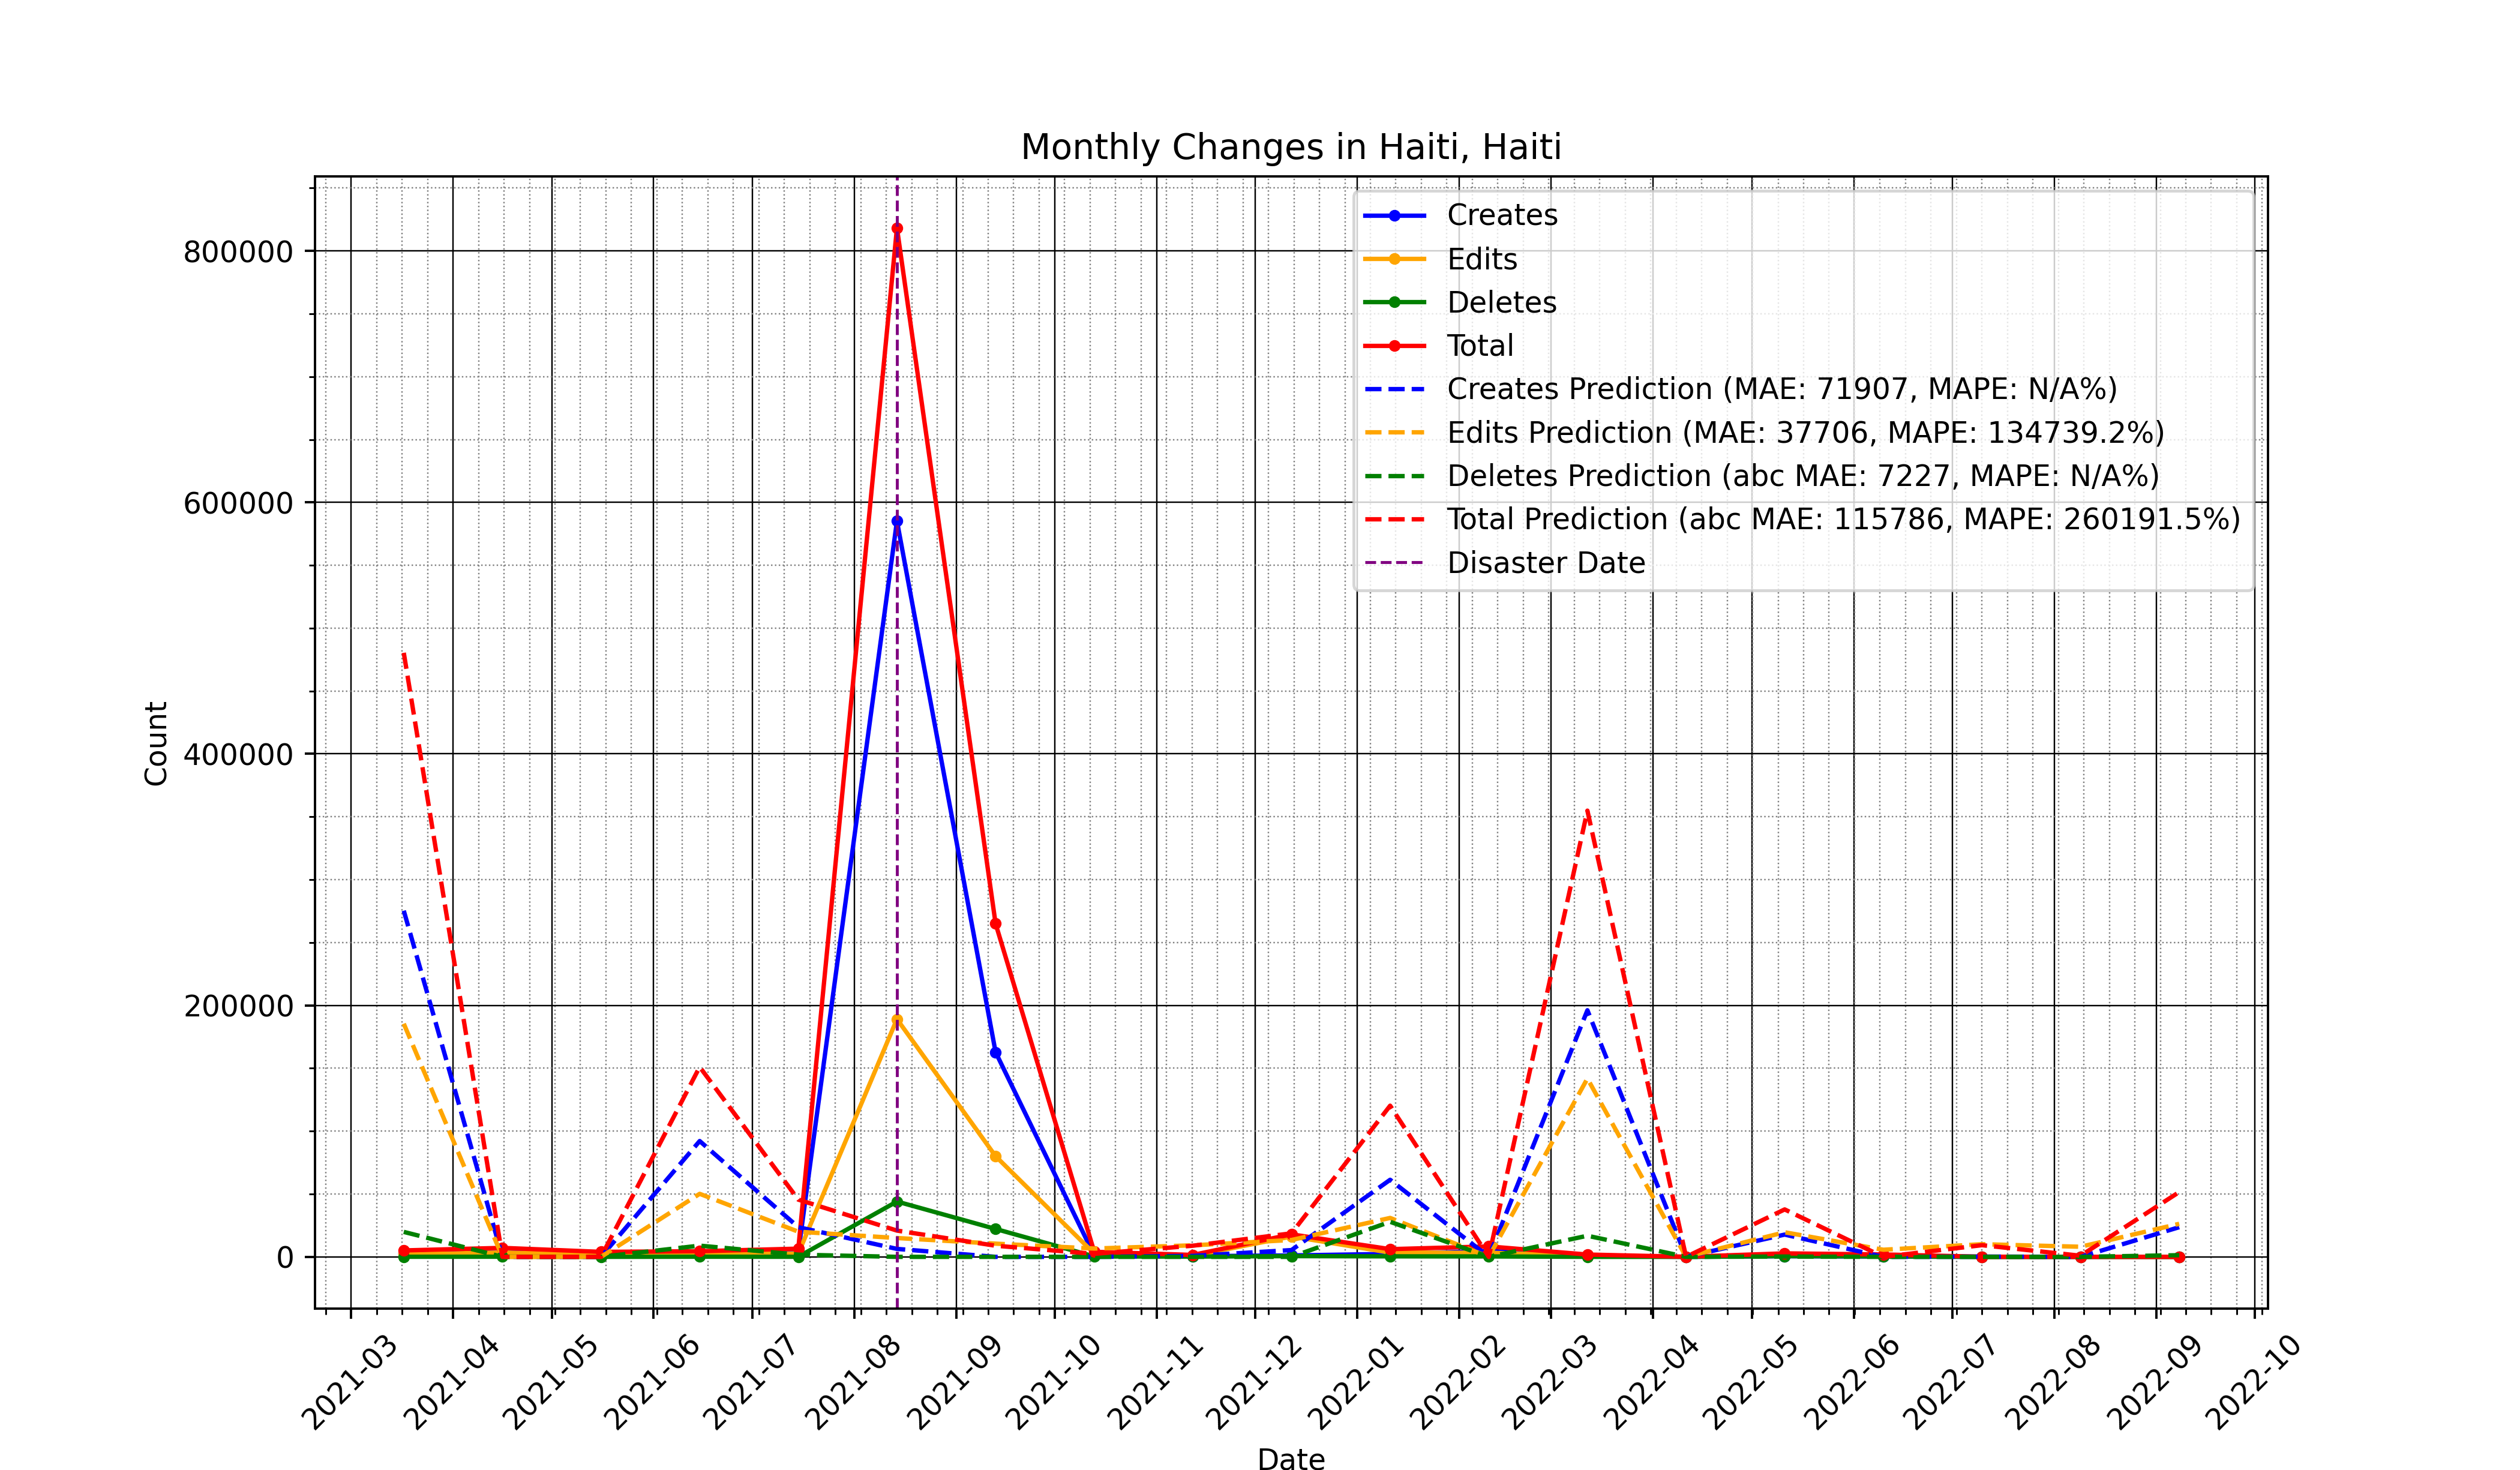 Monthly Changes in Haiti, Haiti
Creates
Edits
Deletes
Total
Creates Prediction (MAE: 71907, MAPE: N/A%)
Edits Prediction (MAE: 37706, MAPE: 134739.2%)
Deletes Prediction (abc MAE: 7227, MAPE: N/A%)
Total Prediction (abc MAE: 115786, MAPE: 260191.5%)
Disaster Date
800000
600000
400000
200000
0
Count
2021-03
2021-04
2021-05
2021-06
2021-07
2021-08
2021-09
2021-10
2021-11
2021-12
2022-01
2022-02
2022-03
2022-04
2022-05
2022-06
2022-07
2022-08
2022-09
2022-10
Date